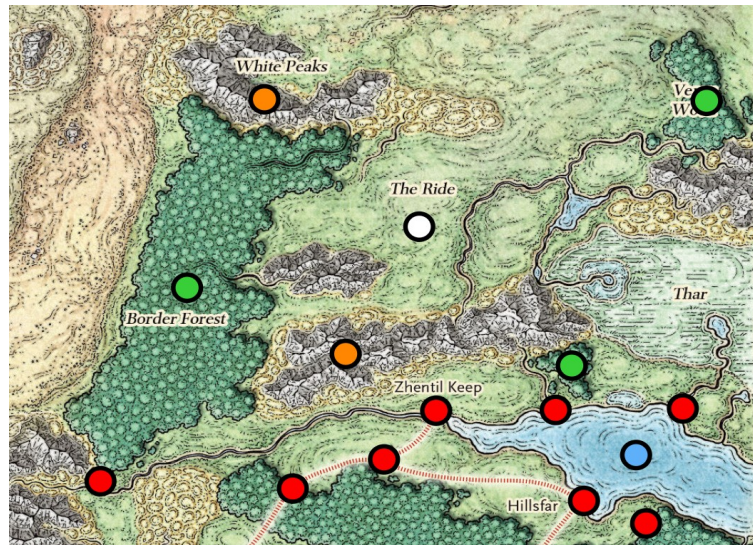 White Peaks
The Ride
Border Forest
Thar
Zhentil Keep
Hillsfar